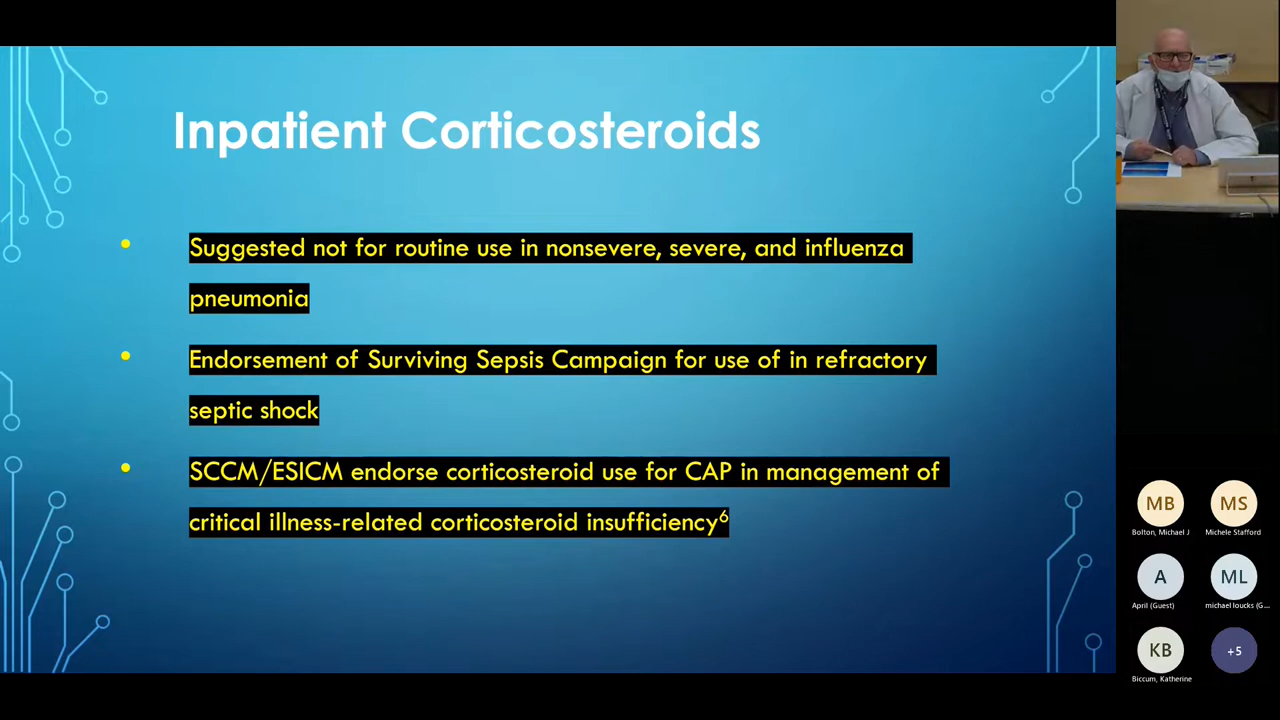 Inpatient Corticosteroids
• Suggested not for routine use in nonsevere, severe, and influenza
pneumonia
• Endorsement of Surviving Sepsis Campaign for use of in refractory
septic shock
• SCCM/ESICM endorse corticosteroid use for CAP in management of
critical illness-related corticosteroid insufficiency⁶
MB
MS
Bolton, Michael J
Michele Stafford
A
ML
April (Guest)
michael loucks (G...
KB
+5
Biccum, Katherine